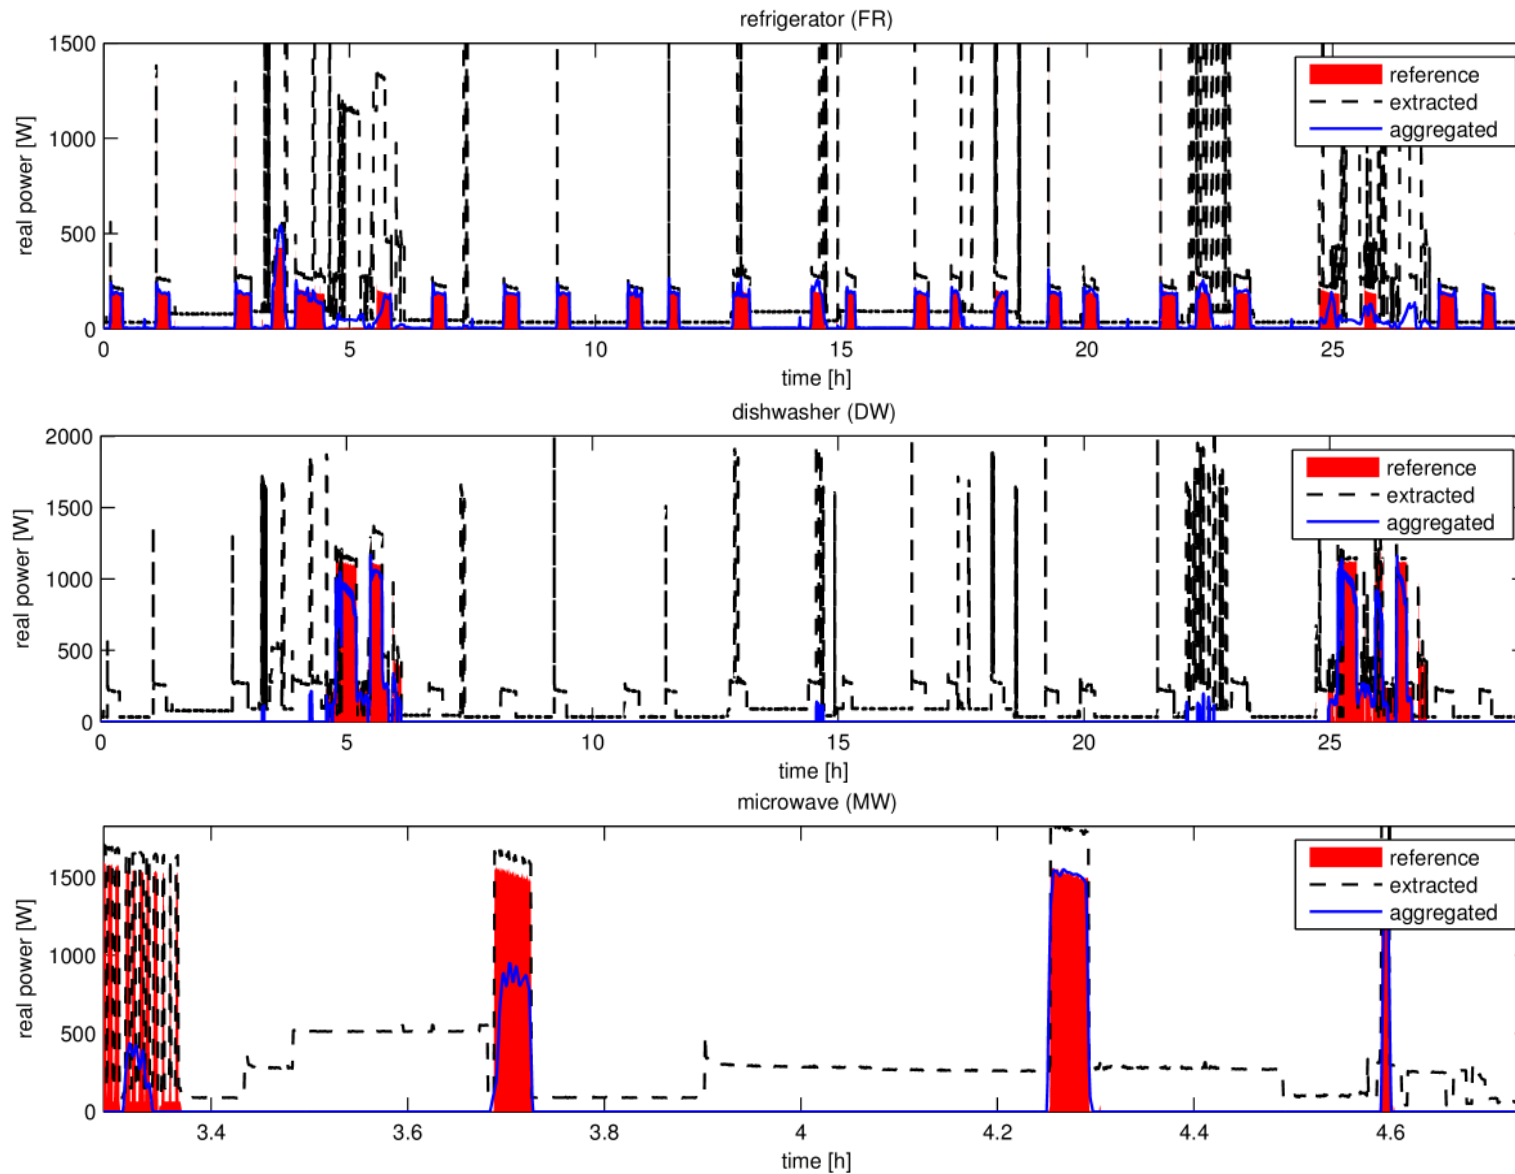 refrigerator (FR)
1500
1000
500
0
real power [W]
reference
extracted
aggregated
0 5 10 15 20 25
time [h]
dishwasher (DW)
2000
1500
1000
500
0
real power [W]
reference
extracted
aggregated
0 5 10 15 20 25
time [h]
microwave (MW)
1500
1000
500
0
real power [W]
reference
extracted
aggregated
3.4 3.6 3.8 4 4.2 4.4 4.6
time [h]